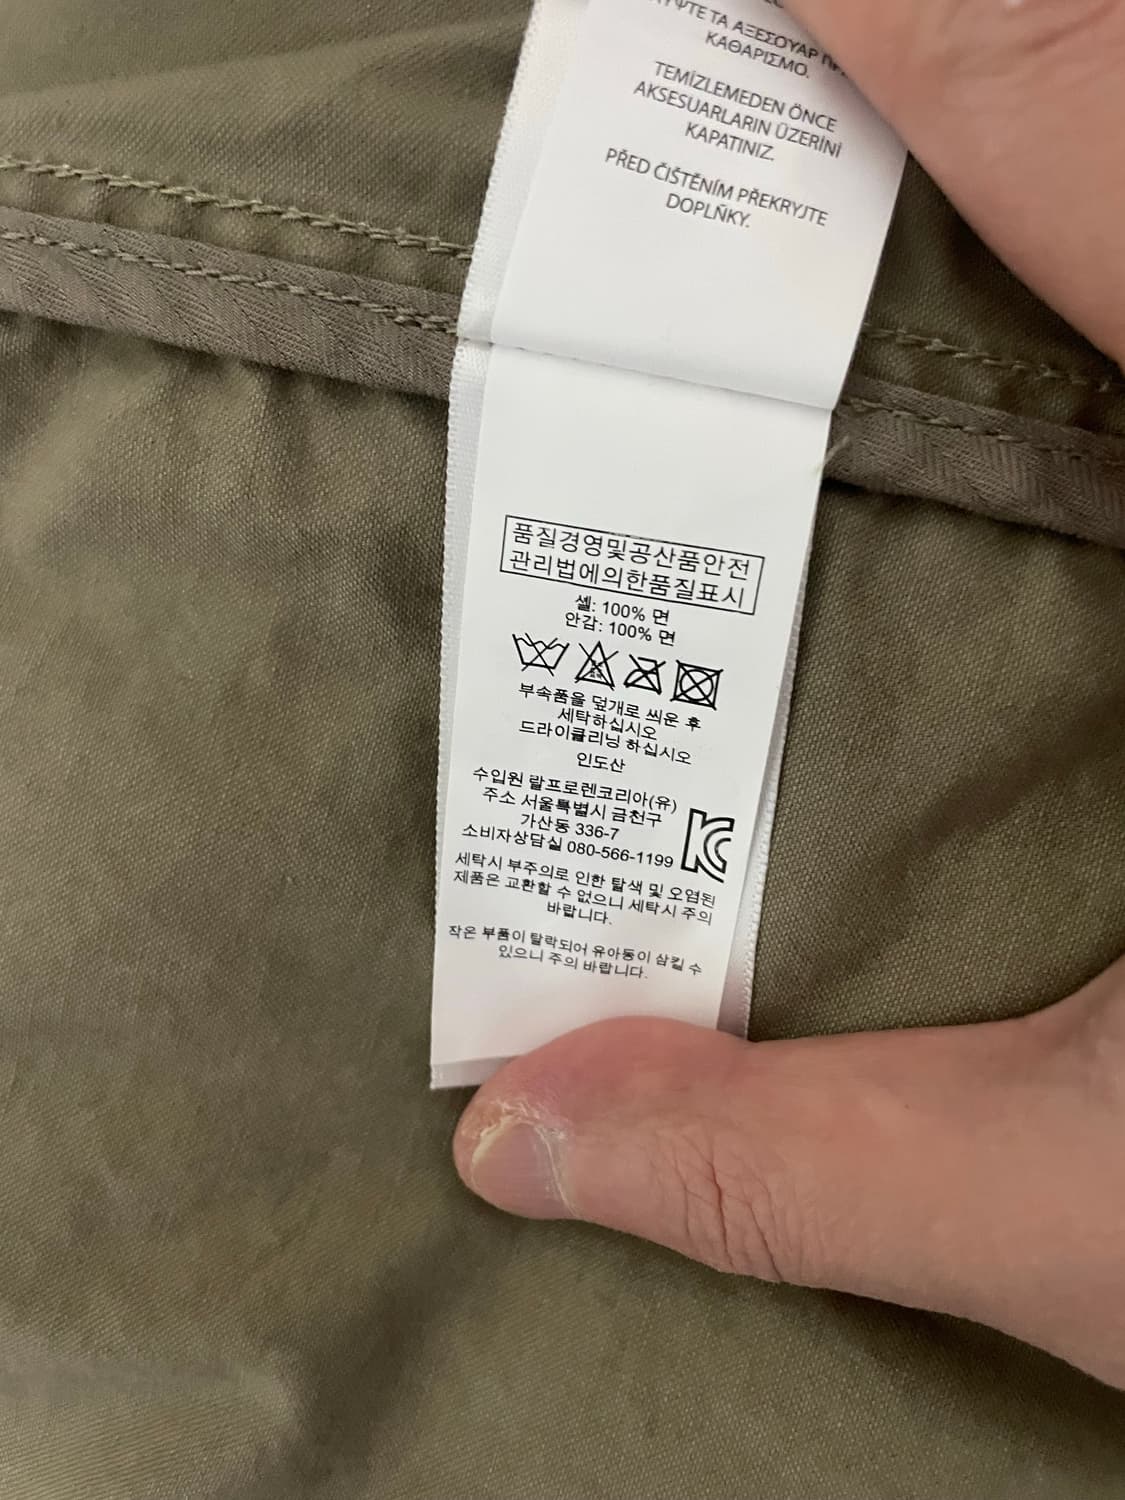 ΤΑ ΑΞΕΣΟΥΑΡ
ΚΑΘΑΡΙΣΜΟ.
TEMİZLEMEDEN ÖNCE
AKSESUARLARIN ÜZERİNİ
KAPATINIZ.
PŘED ČIŠTĚNÍM PŘEKRYJTE
DOPLŇKY.
품질경영및공산품안전
관리법에의한품질표시
셸: 100% 면
안감: 100% 면
부속품을 덮개로 씌운 후
세탁하십시오
드라이클리닝 하십시오
인도산
수입원 랄프로렌코리아(유)
주소 서울특별시 금천구
가산동 336-7
소비자상담실 080-566-1199
KC
세탁시 부주의로 인한 탈색 및 오염된
제품은 교환할 수 없으니 세탁시 주의
바랍니다.
작은 부품이 탈락되어 유아동이 삼킬 수
있으니 주의 바랍니다.